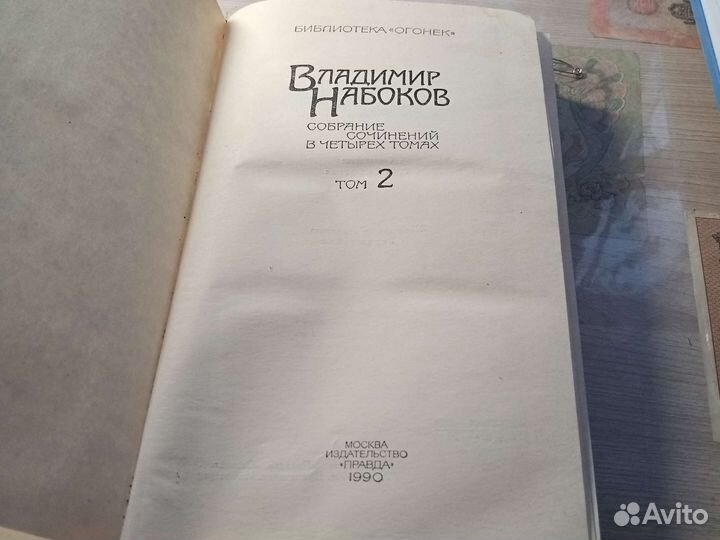 БИБЛИОТЕКА «ОГОНЕК»
ВЛАДИМИР
НАБОКОВ
СОБРАНИЕ
СОЧИНЕНИЙ
В ЧЕТЫРЕХ ТОМАХ
ТОМ 2
МОСКВА
ИЗДАТЕЛЬСТВО
«ПРАВДА»
1990
Avito